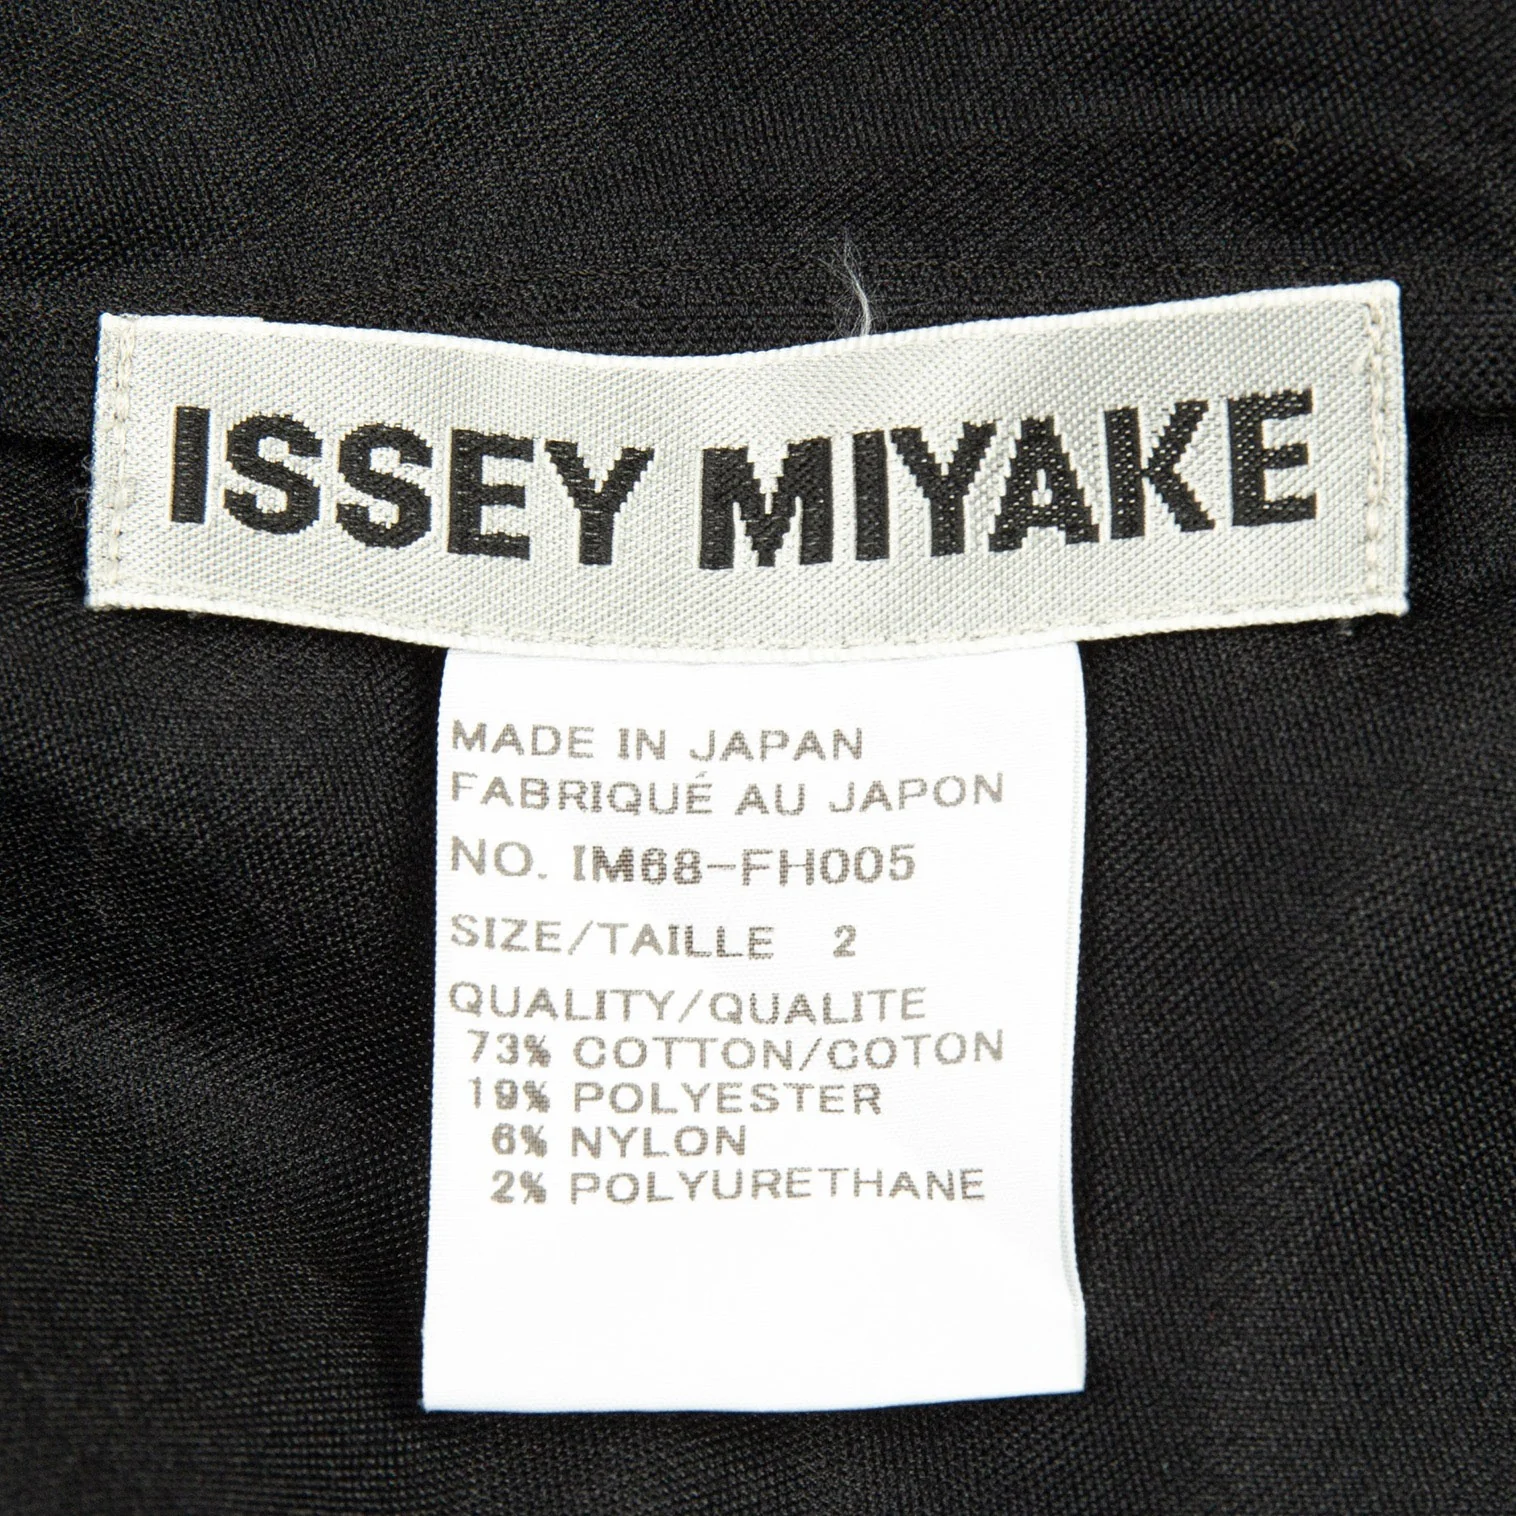 ISSEY MIYAKE
MADE IN JAPAN
FABRIQUÉ AU JAPON
NO. IM68-FH005
SIZE/TAILLE 2
QUALITY/QUALITE
73% COTTON/COTON
19% POLYESTER
6% NYLON
2% POLYURETHANE